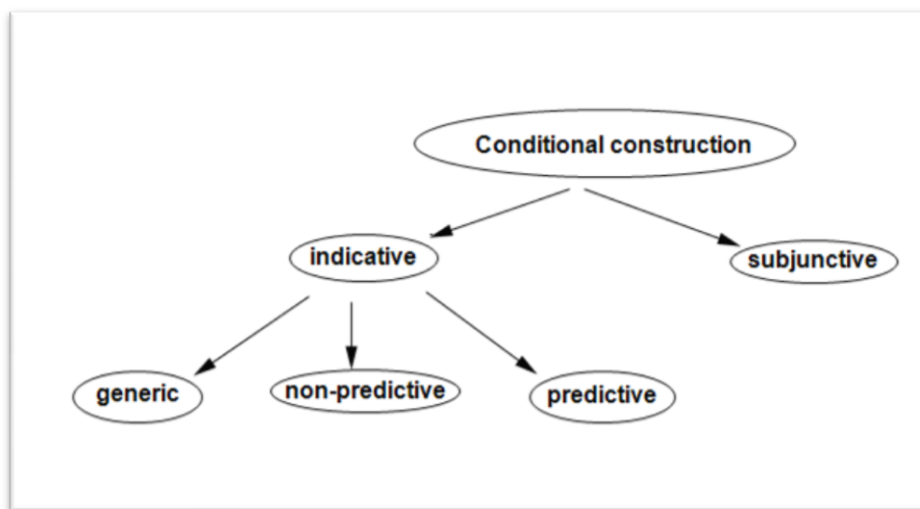 Conditional construction
indicative
subjunctive
generic
non-predictive
predictive